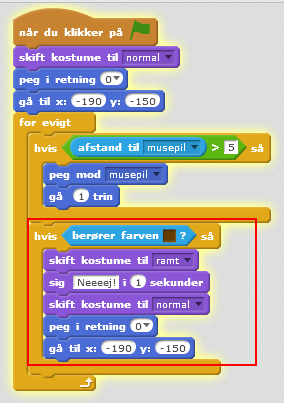 når du klikker på
skift kostume til normal
peg i retning 0
gå til x: -190 y: -150
for evigt
hvis afstand til musepil > 5 så
peg mod musepil
gå 1 trin
hvis berører farven ? så
skift kostume til ramt
sig Neeeej! i 1 sekunder
skift kostume til normal
peg i retning 0
gå til x: -190 y: -150